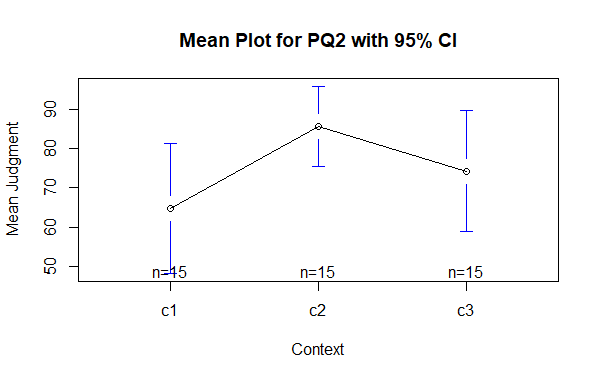 Mean Plot for PQ2 with 95% CI
Mean Judgment
90
80
70
60
50
n=15 n=15 n=15
c1 c2 c3
Context